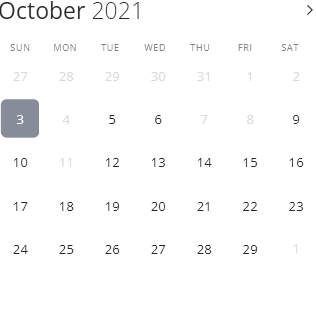 October 2021
SUN MON TUE WED THU FRI SAT
27 28 29 30 31 1 2
3 4 5 6 7 8 9
10 11 12 13 14 15 16
17 18 19 20 21 22 23
24 25 26 27 28 29 1